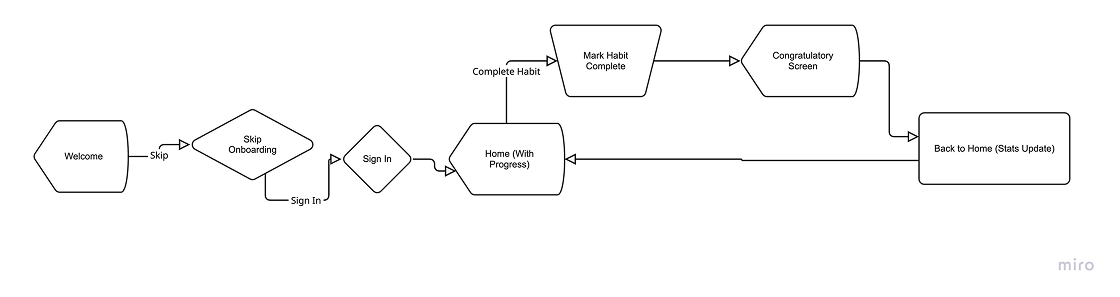 Welcome
Skip
Skip
Onboarding
Sign In
Sign In
Home (With
Progress)
Complete Habit
Mark Habit
Complete
Congratulatory
Screen
Back to Home (Stats Update)
miro